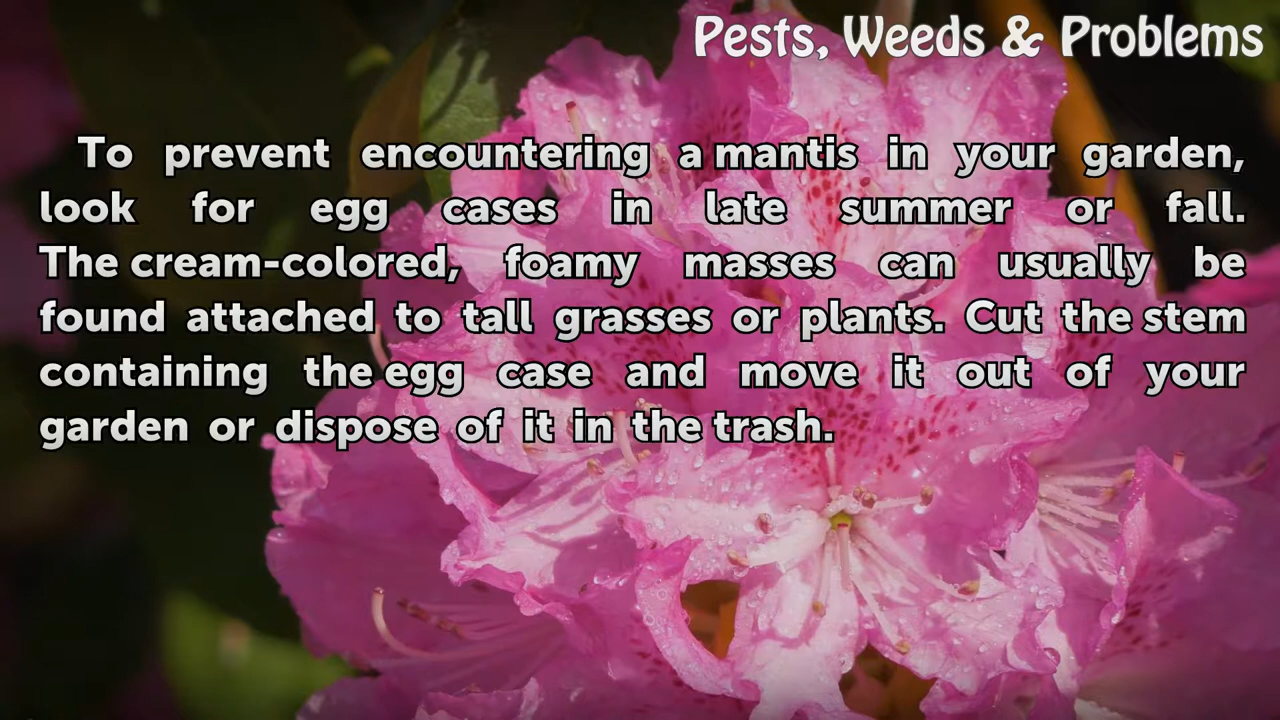 Pests, Weeds & Problems
To prevent encountering a mantis in your garden,
look for egg cases in late summer or fall.
The cream-colored, foamy masses can usually be
found attached to tall grasses or plants. Cut the stem
containing the egg case and move it out of your
garden or dispose of it in the trash.